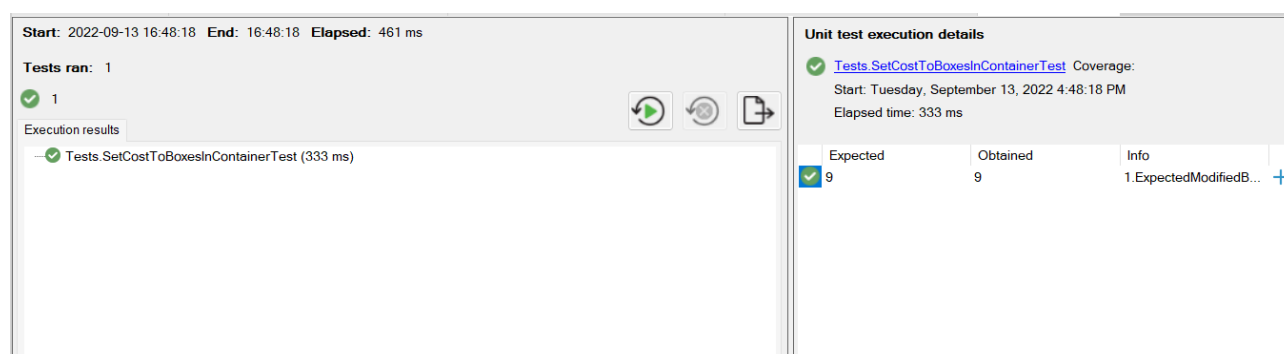 Start: 2022-09-13 16:48:18 End: 16:48:18 Elapsed: 461 ms
Tests ran: 1
1
Execution results
Tests.SetCostToBoxesInContainerTest (333 ms)
Unit test execution details
Tests.SetCostToBoxesInContainerTest Coverage:
Start: Tuesday, September 13, 2022 4:48:18 PM
Elapsed time: 333 ms
Expected Obtained Info
9 9 1.ExpectedModifiedB...